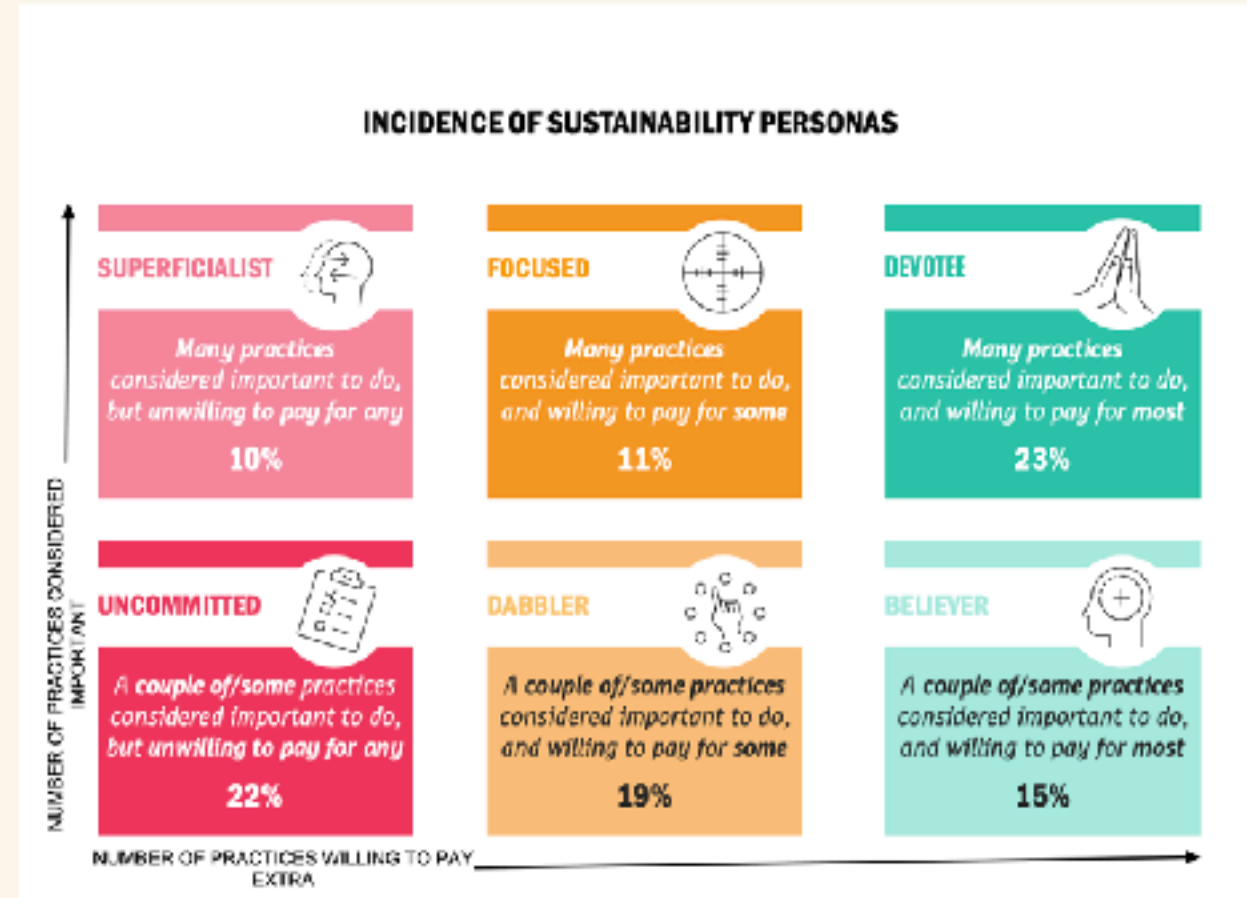 INCIDENCE OF SUSTAINABILITY PERSONAS
SUPERFICIALIST
Many practices
considered important to do,
but unwilling to pay for any
10%
FOCUSED
Many practices
considered important to do,
and willing to pay for some
11%
DEVOTEE
Many practices
considered important to do,
and willing to pay for most
23%
UNCOMMITTED
A couple of/some practices
considered important to do,
but unwilling to pay for any
22%
DABBLER
A couple of/some practices
considered important to do,
and willing to pay for some
19%
BELIEVER
A couple of/some practices
considered important to do,
and willing to pay for most
15%
NUMBER OF PRACTICES CONSIDERED
IMPORTANT
NUMBER OF PRACTICES WILLING TO PAY
EXTRA